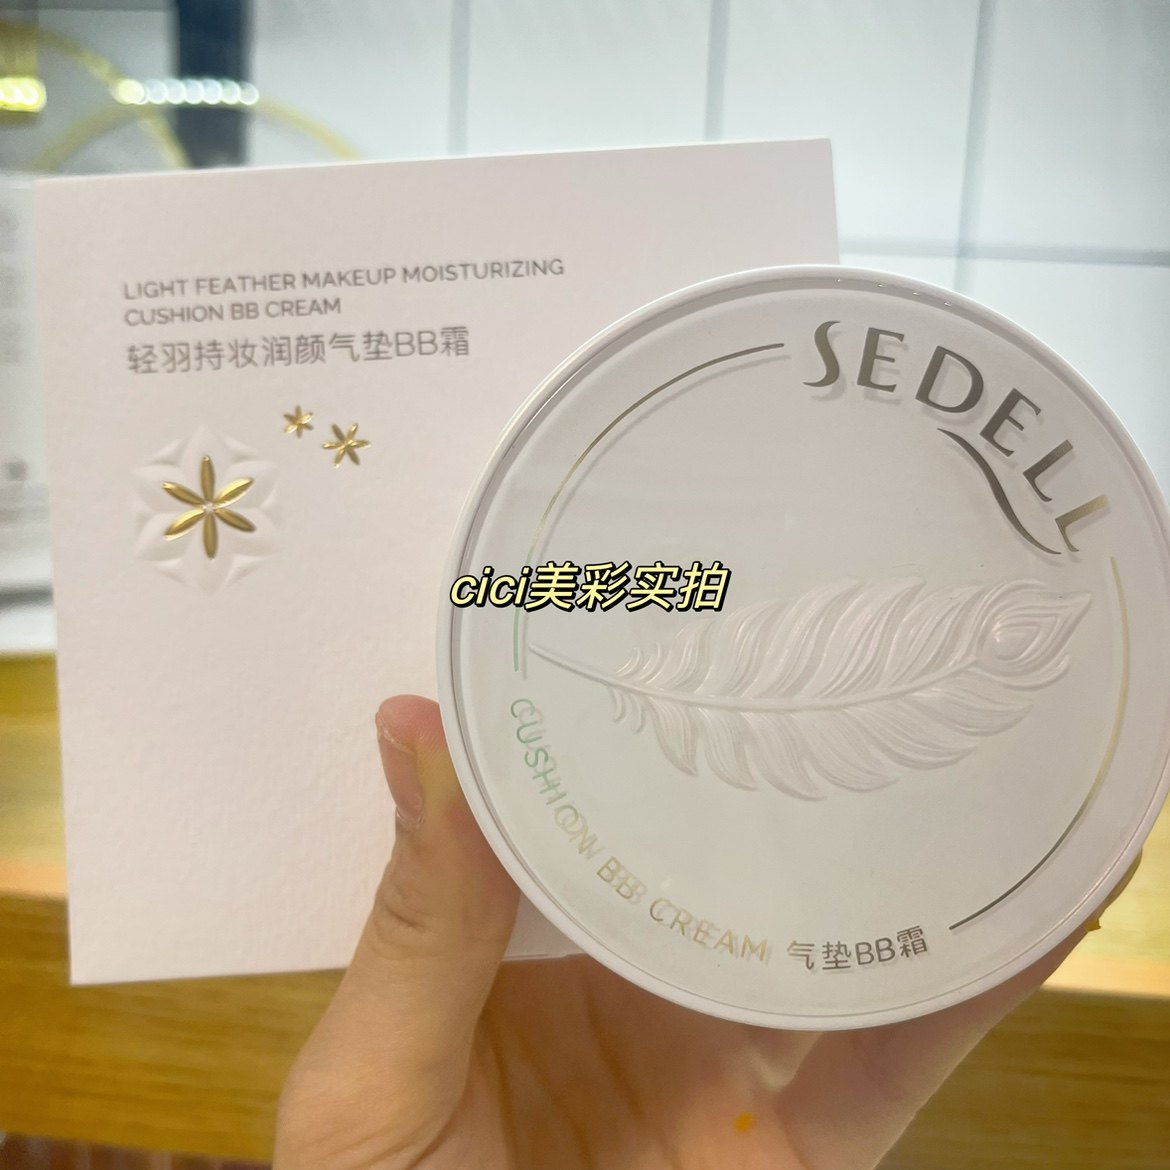 LIGHT FEATHER MAKEUP MOISTURIZING
CUSHION BB CREAM
轻羽持妆润颜气垫BB霜
SEDELL
cici美彩实拍
CUSHION BB CREAM 气垫BB霜